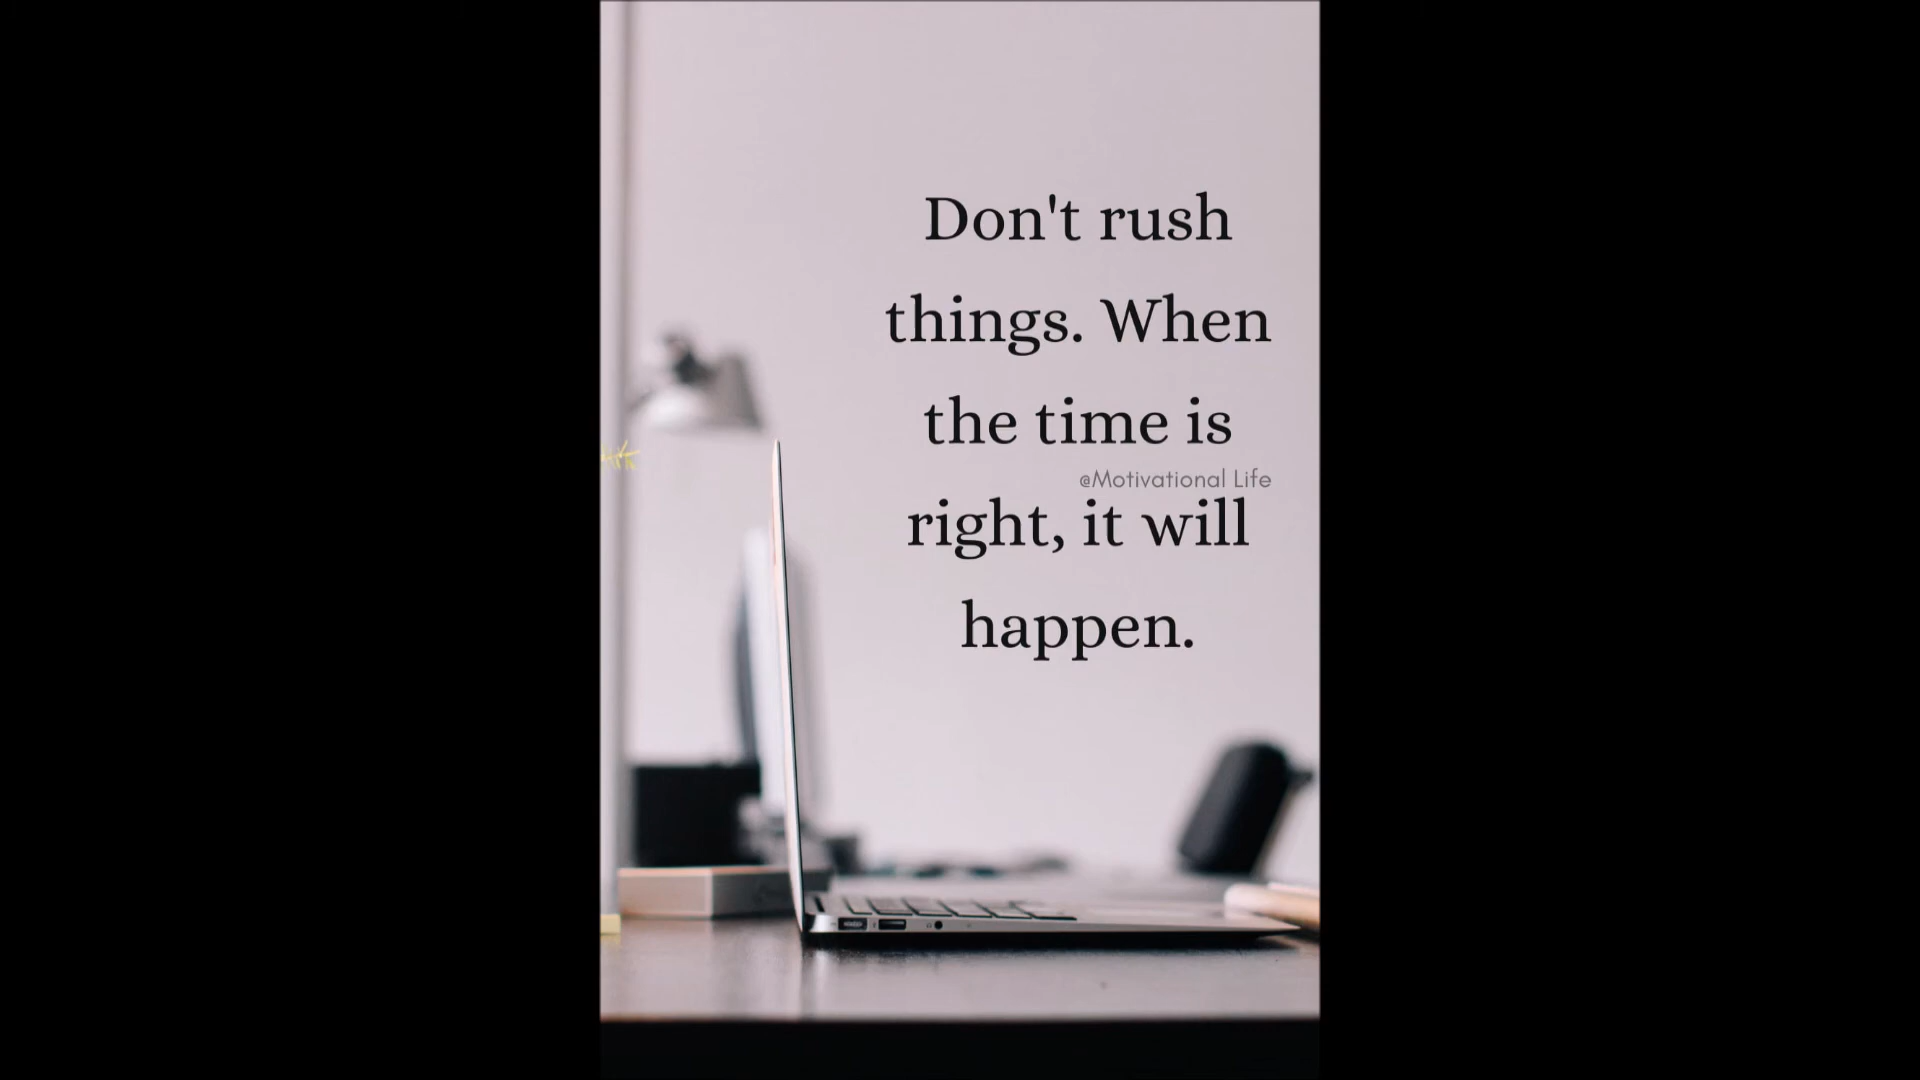 Don't rush
things. When
the time is
@Motivational Life
right, it will
happen.